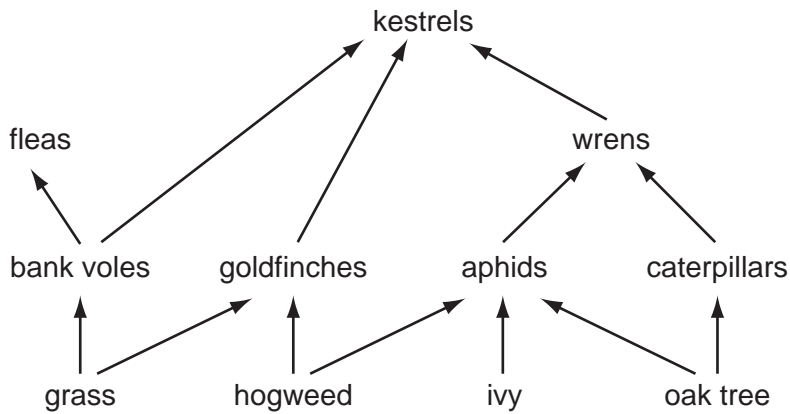 kestrels
fleas
wrens
bank voles
goldfinches
aphids
caterpillars
grass
hogweed
ivy
oak tree